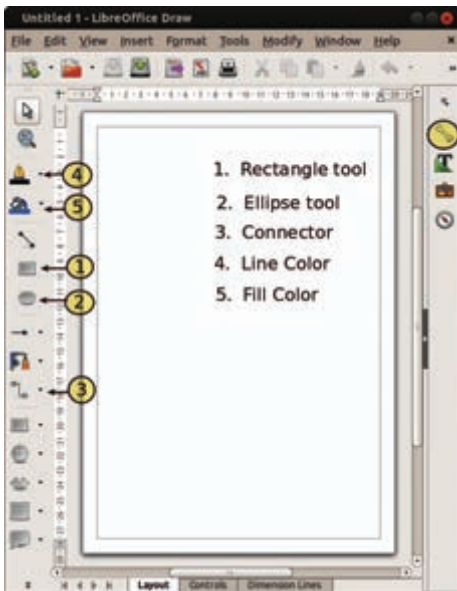 Untitled 1 - LibreOffice Draw
File Edit View Insert Format Tools Modify Window Help
1. Rectangle tool
2. Ellipse tool
3. Connector
4. Line Color
5. Fill Color
4
5
1
2
3
Layout Controls Dimension Lines